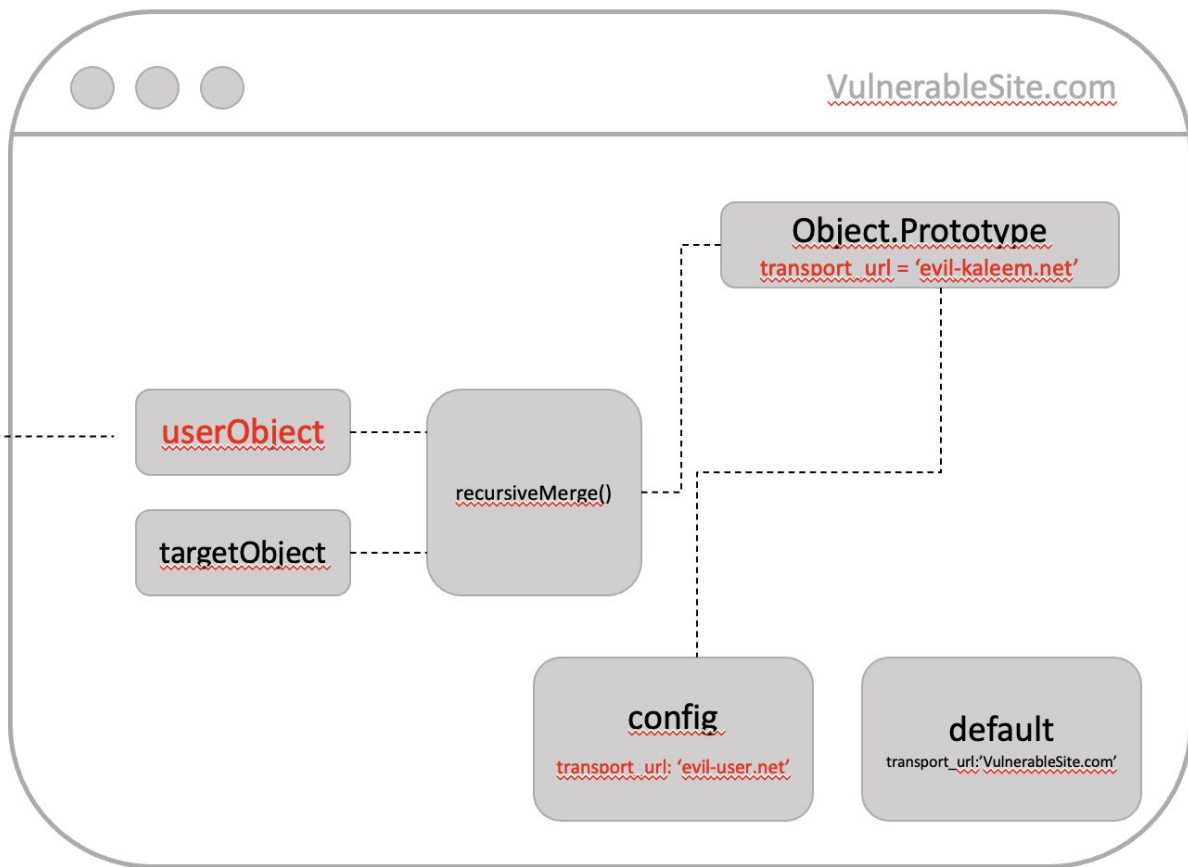 VulnerableSite.com
Object.Prototype
transport_url = ‘evil-kaleem.net’
userObject
recursiveMerge()
targetObject
config
transport_url: ‘evil-user.net’
default
transport_url:’VulnerableSite.com’